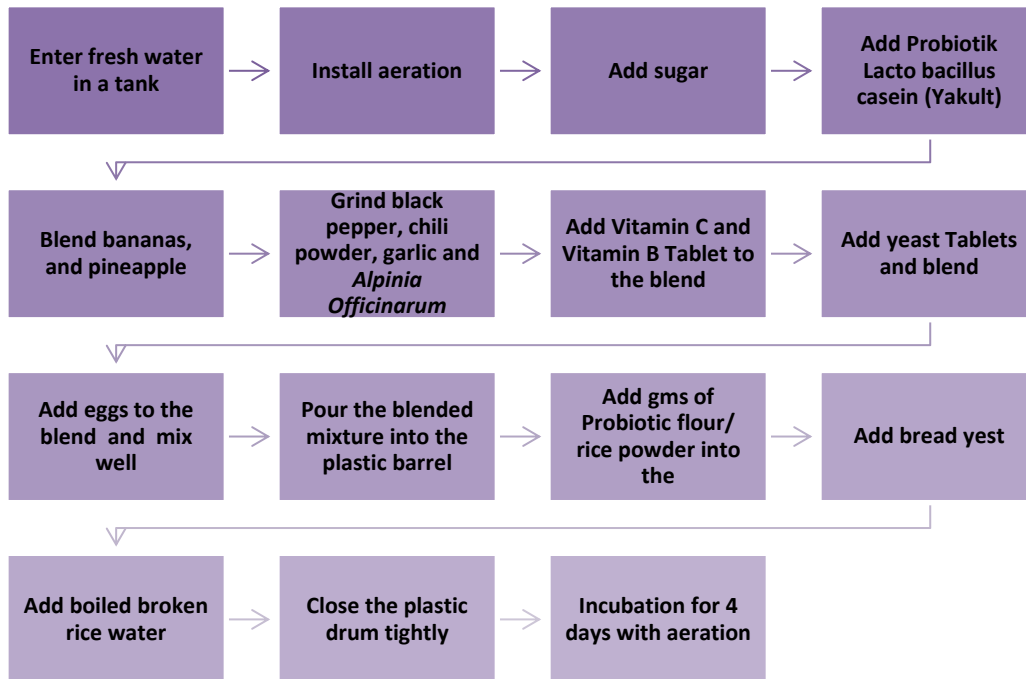 Enter fresh water
in a tank
Install aeration
Add sugar
Add Probiotik
Lacto bacillus
casein (Yakult)
Blend bananas,
and pineapple
Grind black
pepper, chili
powder, garlic and
Alpinia
Officinarum
Add Vitamin C and
Vitamin B Tablet to
the blend
Add yeast Tablets
and blend
Add eggs to the
blend and mix
well
Pour the blended
mixture into the
plastic barrel
Add gms of
Probiotic flour/
rice powder into
the
Add bread yest
Add boiled broken
rice water
Close the plastic
drum tightly
Incubation for 4
days with aeration